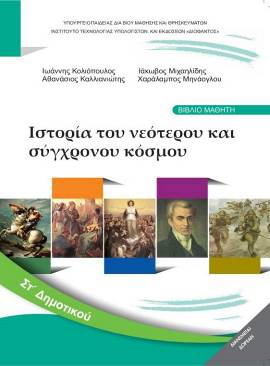 ΥΠΟΥΡΓΕΙΟ ΠΑΙΔΕΙΑΣ ΔΙΑ ΒΙΟΥ ΜΑΘΗΣΗΣ ΚΑΙ ΘΡΗΣΚΕΥΜΑΤΩΝ
ΙΝΣΤΙΤΟΥΤΟ ΤΕΧΝΟΛΟΓΙΑΣ ΥΠΟΛΟΓΙΣΤΩΝ ΚΑΙ ΕΚΔΟΣΕΩΝ «ΔΙΟΦΑΝΤΟΣ»
Ιωάννης Κολιόπουλος Ιάκωβος Μιχαηλίδης
Αθανάσιος Καλλιανιώτης Χαράλαμπος Μηνάογλου
ΒΙΒΛΙΟ ΜΑΘΗΤΗ
Ιστορία του νεότερου και
σύγχρονου κόσμου
Στ΄ Δημοτικού
ΔΙΑΝΕΜΕΤΑΙ
ΔΩΡΕΑΝ